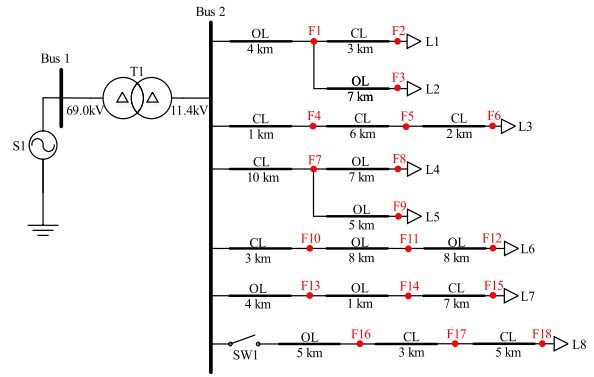 Bus 2
OL F1 CL F2
4 km 3 km L1
Bus 1
T1
OL F3
7 km L2
69.0kV 11.4kV
CL F4 CL F5 CL F6
1 km 6 km 2 km L3
S1
CL F7 OL F8
10 km 7 km L4
OL F9
5 km L5
CL F10 OL F11 OL F12
3 km 8 km 8 km L6
OL F13 OL F14 CL F15
4 km 1 km 7 km L7
SW1 OL F16 CL F17 CL F18
5 km 3 km 5 km L8